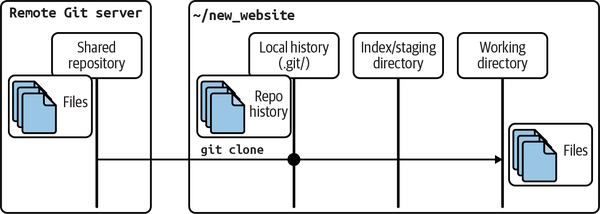 Remote Git server
~/new_website
Shared
repository
Local history
(.git/)
Index/staging
directory
Working
directory
Files
Repo
history
git clone
Files